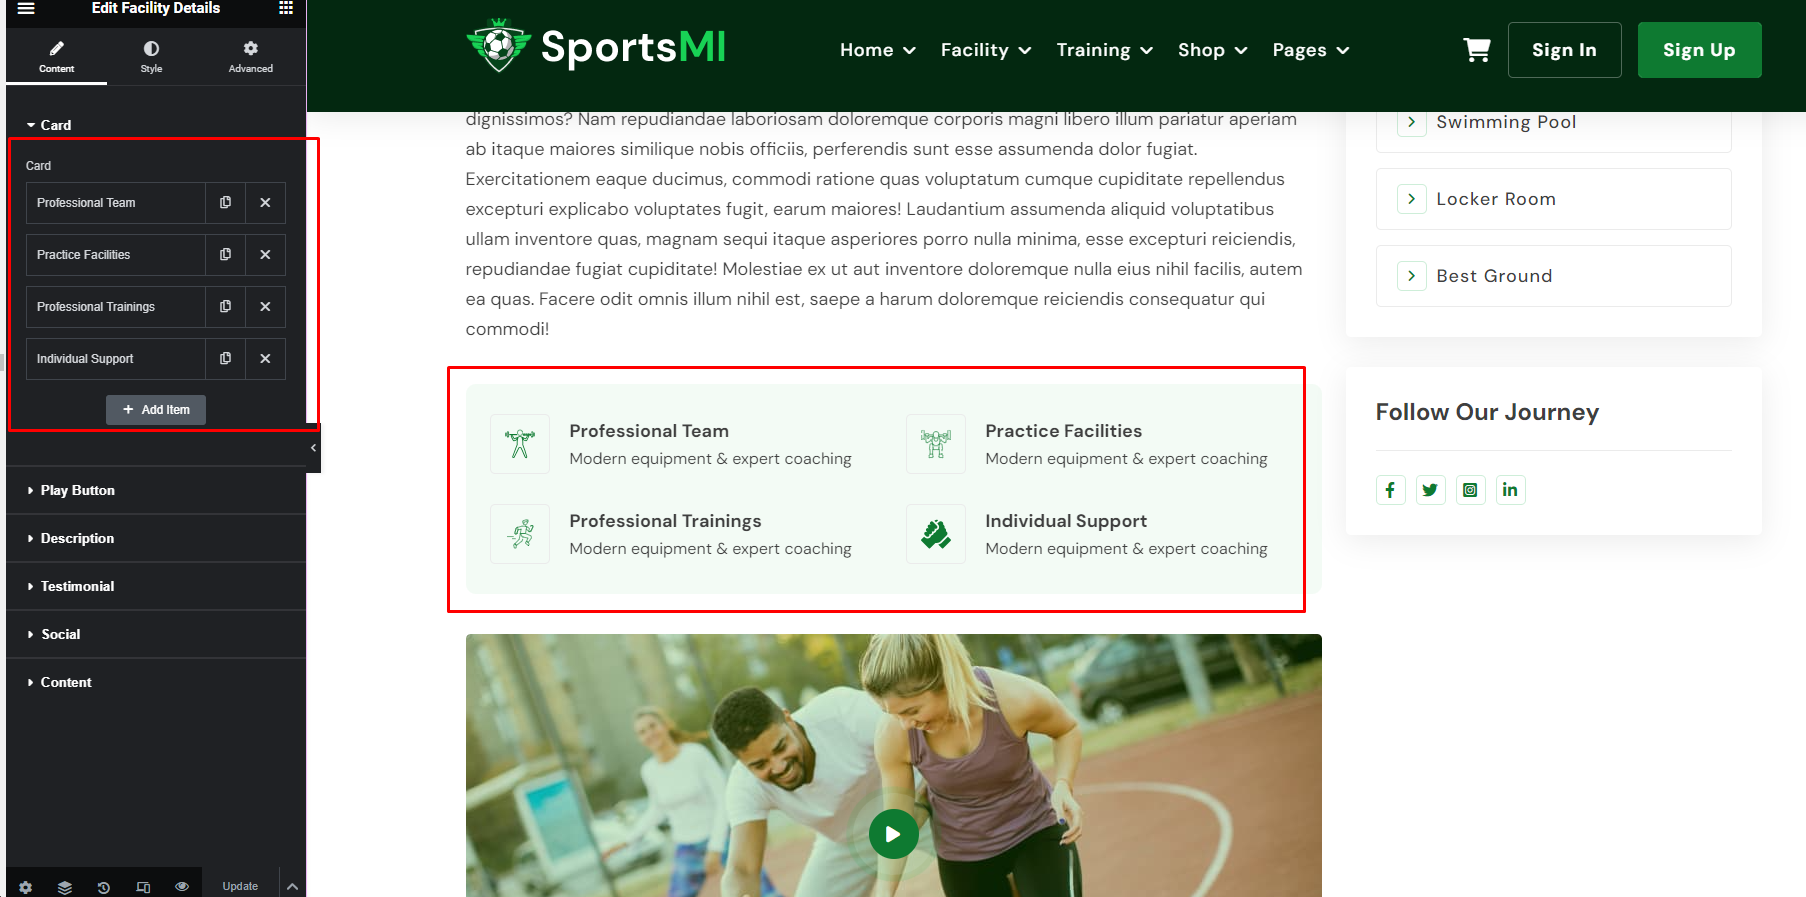 Edit Facility Details
Content
Style
Advanced
Card
Card
Professional Team
Practice Facilities
Professional Trainings
Individual Support
+ Add Item
Play Button
Description
Testimonial
Social
Content
Update
SportsMI
Home
Facility
Training
Shop
Pages
Sign In
Sign Up
dignissimos? Nam repudiandae laboriosam doloremque corporis magni libero illum pariatur aperiam
ab itaque maiores similique nobis officiis, perferendis sunt esse assumenda dolor fugiat.
Exercitationem eaque ducimus, commodi ratione quas voluptatum cumque cupiditate repellendus
excepturi explicabo voluptates fugit, earum maiores! Laudantium assumenda aliquid voluptatibus
ullam inventore quas, magnam sequi itaque asperiores porro nulla minima, esse excepturi reiciendis,
repudiandae fugiat cupiditate! Molestiae ex ut aut inventore doloremque nulla eius nihil facilis, autem
ea quas. Facere odit omnis illum nihil est, saepe a harum doloremque reiciendis consequatur qui
commodi!
Professional Team
Modern equipment & expert coaching
Practice Facilities
Modern equipment & expert coaching
Professional Trainings
Modern equipment & expert coaching
Individual Support
Modern equipment & expert coaching
Swimming Pool
Locker Room
Best Ground
Follow Our Journey